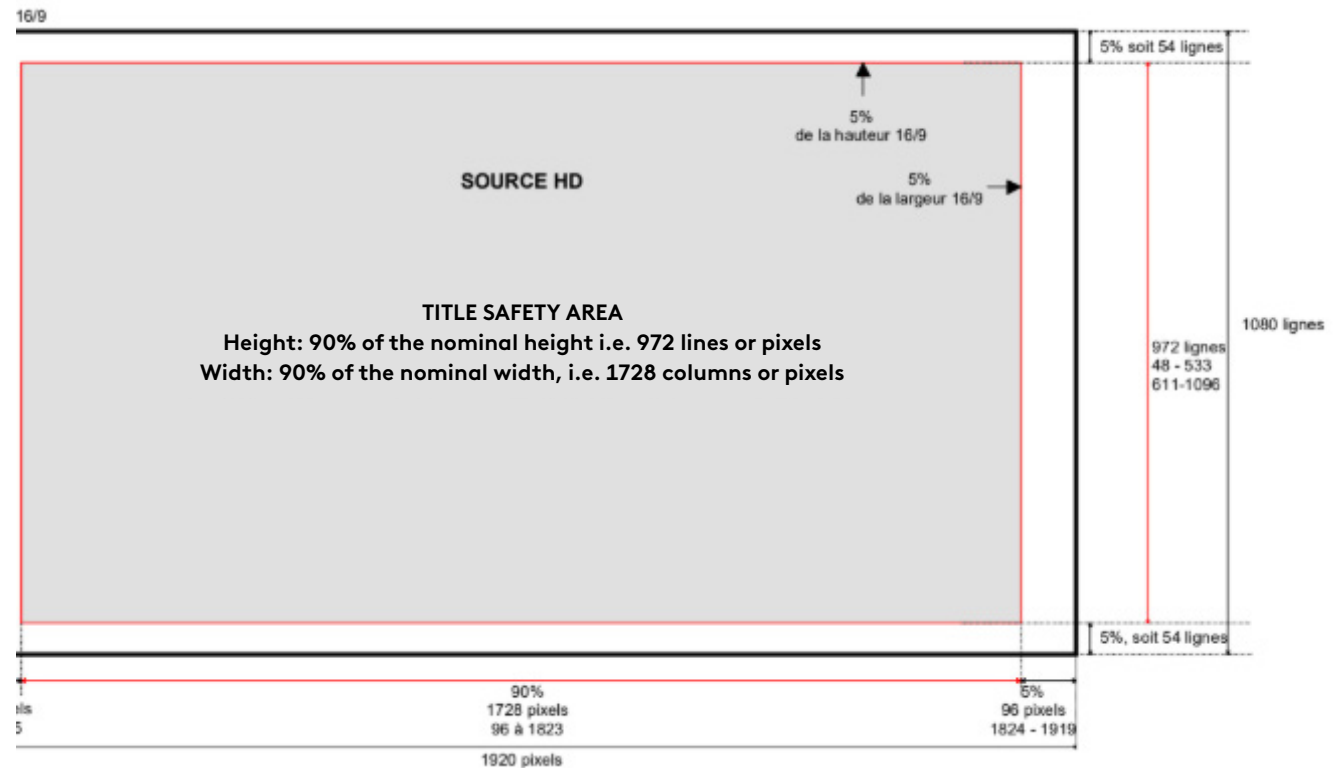 16/9
5% soit 54 lignes
5%
de la hauteur 16/9
SOURCE HD
5%
de la largeur 16/9
TITLE SAFETY AREA
Height: 90% of the nominal height i.e. 972 lines or pixels
Width: 90% of the nominal width, i.e. 1728 columns or pixels
1080 lignes
972 lignes
48 - 533
611-1096
5%, soit 54 lignes
90%
1728 pixels
96 à 1823
5%
96 pixels
1824 - 1919
els
5
1920 pixels